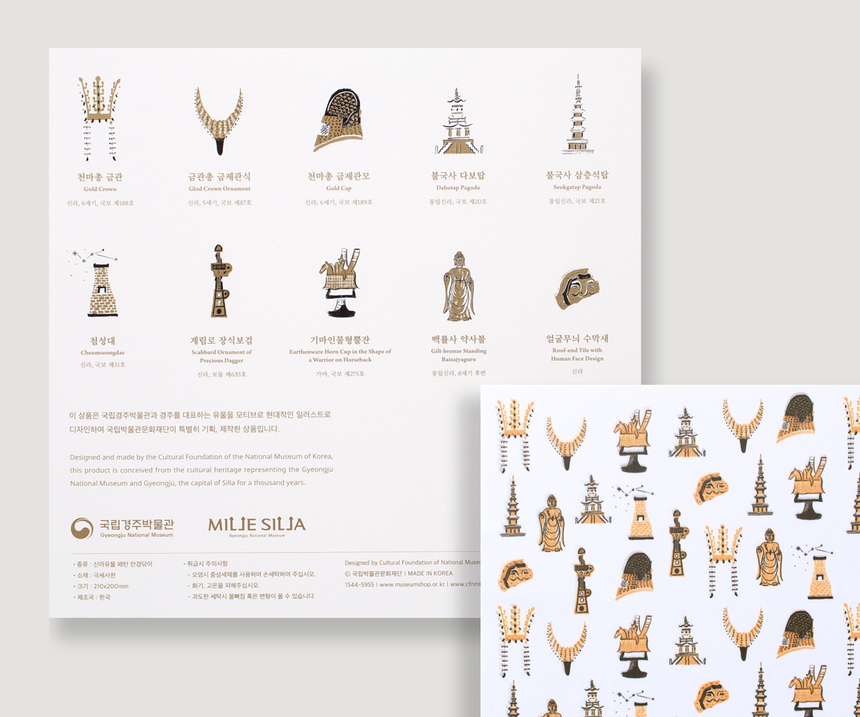 천마총 금관
Gold Crown
신라, 6세기, 국보 제188호
금관총 금제관식
Glod Crown Ornament
신라, 5세기, 국보 제87호
천마총 금제관모
Gold Cap
신라, 6세기, 국보 제189호
불국사 다보탑
Dabotap Pagoda
통일신라, 국보 제20호
불국사 삼층석탑
Seokgatap Pagoda
통일신라, 국보 제21호
첨성대
Cheomseongdae
신라, 국보 제31호
계림로 장식보검
Scabbard Ornament of
Precious Dagger
신라, 보물 제635호
기마인물형뿔잔
Earthenware Horn Cup in the Shape of
a Warrior on Horseback
가야, 국보 제275호
백률사 약사불
Gilt-bronze Standing
Baisajyaguru
통일신라, 8세기 후반
얼굴무늬 수막새
Roof-end Tile with
Human Face Design
신라
이 상품은 국립경주박물관과 경주를 대표하는 유물을 모티브로 현대적인 일러스트로
디자인하여 국립박물관문화재단이 특별히 기획, 제작한 상품입니다.
Designed and made by the Cultural Foundation of the National Museum of Korea,
this product is conceived from the cultural heritage representing the Gyeongju
National Museum and Gyeongju, the capital of Silla for a thousand years.
국립경주박물관
Gyeongju National Museum
MILLE SILLA
Gyeongju National Museum
• 종류 : 신라유물 패턴 안경닦이
• 소재 : 극세사천
• 크기 : 210x200mm
• 제조국 : 한국
• 취급시 주의사항
- 오염시 중성세제를 사용하여 손세탁하여 주십시오.
- 화기, 고온을 피해주십시오.
- 과도한 세탁시 물빠짐 혹은 변형이 올 수 있습니다.
Designed by Cultural Foundation of National
ⓒ 국립박물관문화재단 | MADE IN KOREA
1544-5955 | www.museumshop.or.kr |